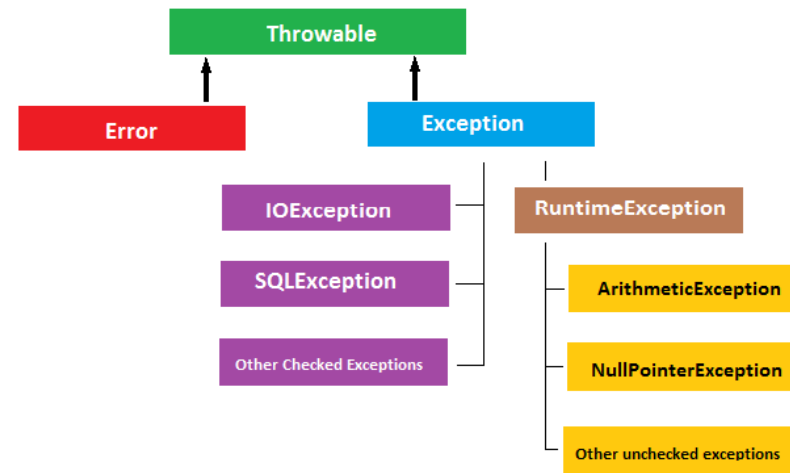 Throwable
Error
Exception
IOException
RuntimeException
SQLException
ArithmeticException
Other Checked Exceptions
NullPointerException
Other unchecked exceptions